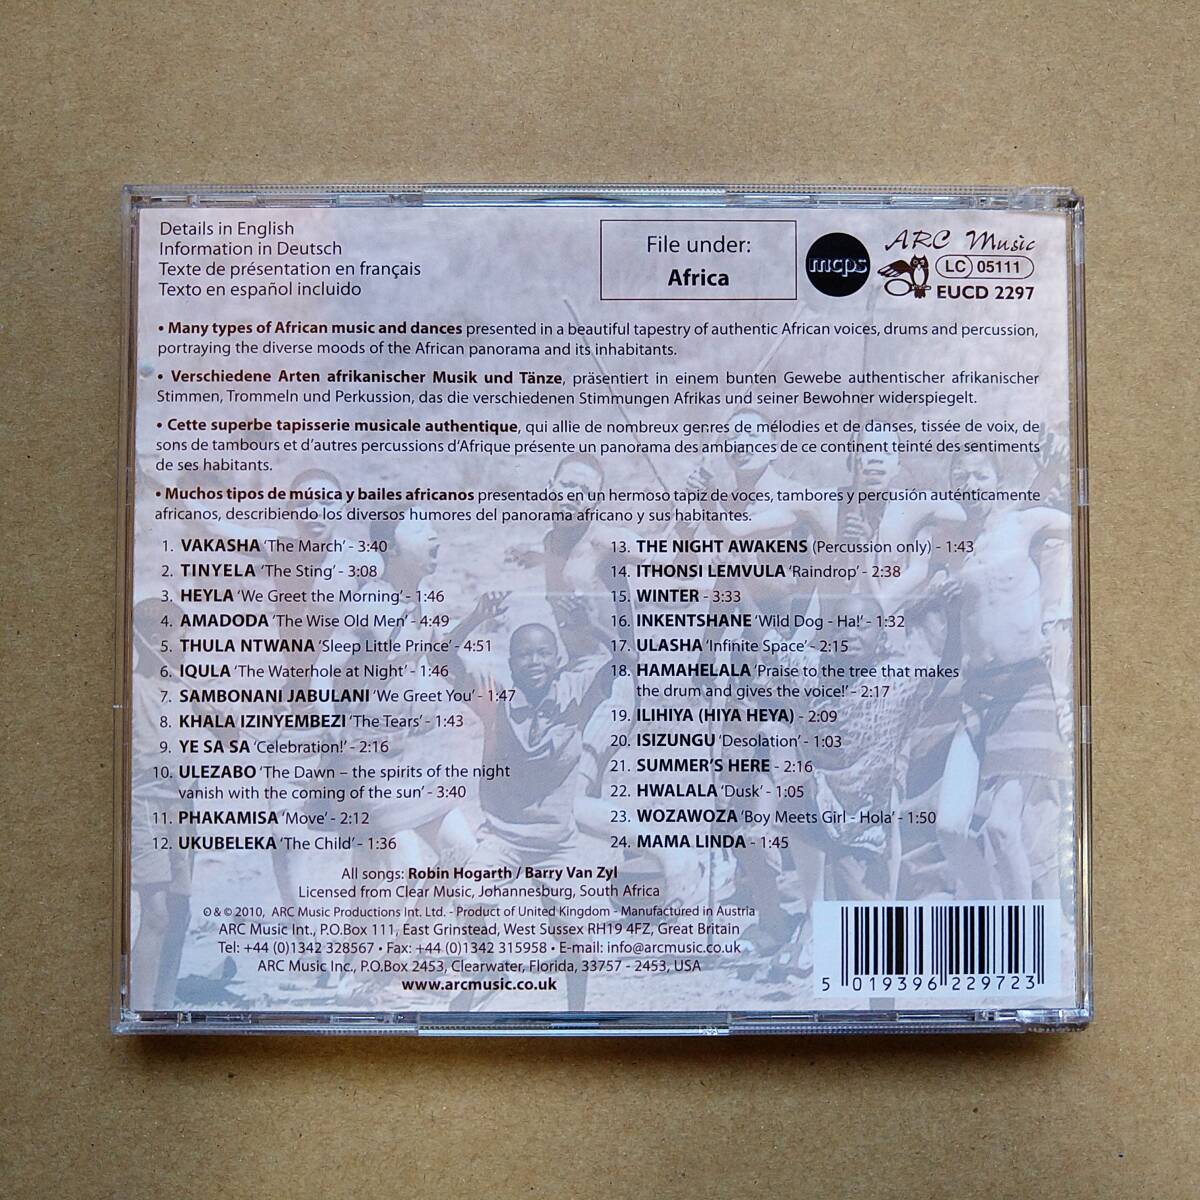 Details in English
Information in Deutsch
Texte de présentation en français
Texto en español incluido
File under:
Africa
mcps
ARC Music
LC 05111
EUCD 2297
• Many types of African music and dances presented in a beautiful tapestry of authentic African voices, drums and percussion,
portraying the diverse moods of the African panorama and its inhabitants.
• Verschiedene Arten afrikanischer Musik und Tänze, präsentiert in einem bunten Gewebe authentischer afrikanischer
Stimmen, Trommeln und Perkussion, das die verschiedenen Stimmungen Afrikas und seiner Bewohner widerspiegelt.
• Cette superbe tapisserie musicale authentique, qui allie de nombreux genres de mélodies et de danses, tissée de voix, de
sons de tambours et d'autres percussions d'Afrique présente un panorama des ambiances de ce continent teinté des sentiments
de ses habitants.
• Muchos tipos de música y bailes africanos presentados en un hermoso tapiz de voces, tambores y percusión auténticamente
africanos, describiendo los diversos humores del panorama africano y sus habitantes.
1. VAKASHA 'The March' - 3:40
2. TINYELA 'The Sting' - 3:08
3. HEYLA 'We Greet the Morning' - 1:46
4. AMADODA 'The Wise Old Men' - 4:49
5. THULA NTWANA 'Sleep Little Prince' - 4:51
6. IQULA 'The Waterhole at Night' - 1:46
7. SAMBONANI JABULANI 'We Greet You' - 1:47
8. KHALA IZINYEMBEZI 'The Tears' - 1:43
9. YE SA SA 'Celebration!' - 2:16
10. ULEZABO 'The Dawn – the spirits of the night
vanish with the coming of the sun' - 3:40
11. PHAKAMISA 'Move' - 2:12
12. UKUBELEKA 'The Child' - 1:36
13. THE NIGHT AWAKENS (Percussion only) - 1:43
14. ITHONSI LEMVULA 'Raindrop' - 2:38
15. WINTER - 3:33
16. INKENTSHANE 'Wild Dog - Ha!' - 1:32
17. ULASHA 'Infinite Space' - 2:15
18. HAMAHELALA 'Praise to the tree that makes
the drum and gives the voice!' - 2:17
19. ILIHIYA (HIYA HEYA) - 2:09
20. ISIZUNGU 'Desolation' - 1:03
21. SUMMER'S HERE - 2:16
22. HWALALA 'Dusk' - 1:05
23. WOZAWOZA 'Boy Meets Girl - Hola' - 1:50
24. MAMA LINDA - 1:45
All songs: Robin Hogarth / Barry Van Zyl
Licensed from Clear Music, Johannesburg, South Africa
℗ & © 2010, ARC Music Productions Int. Ltd. - Product of United Kingdom - Manufactured in Austria
ARC Music Int., P.O.Box 111, East Grinstead, West Sussex RH19 4FZ, Great Britain
Tel: +44 (0)1342 328567 • Fax: +44 (0)1342 315958 • E-mail: info@arcmusic.co.uk
ARC Music Inc., P.O.Box 2453, Clearwater, Florida, 33757 - 2453, USA
www.arcmusic.co.uk
5 019396 229723